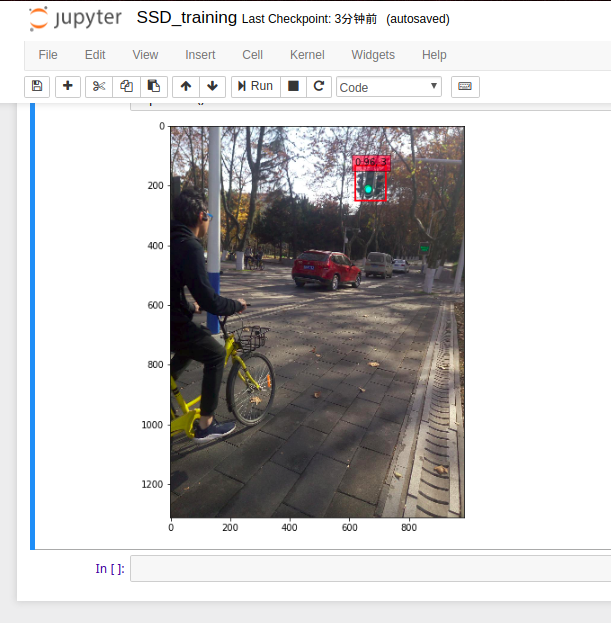 jupyter SSD_training Last Checkpoint: 3分钟前 (autosaved)
File Edit View Insert Cell Kernel Widgets Help
Run Code
0
200
400
600
800
1000
1200
0.96, 3
0 200 400 600 800
In [ ]: